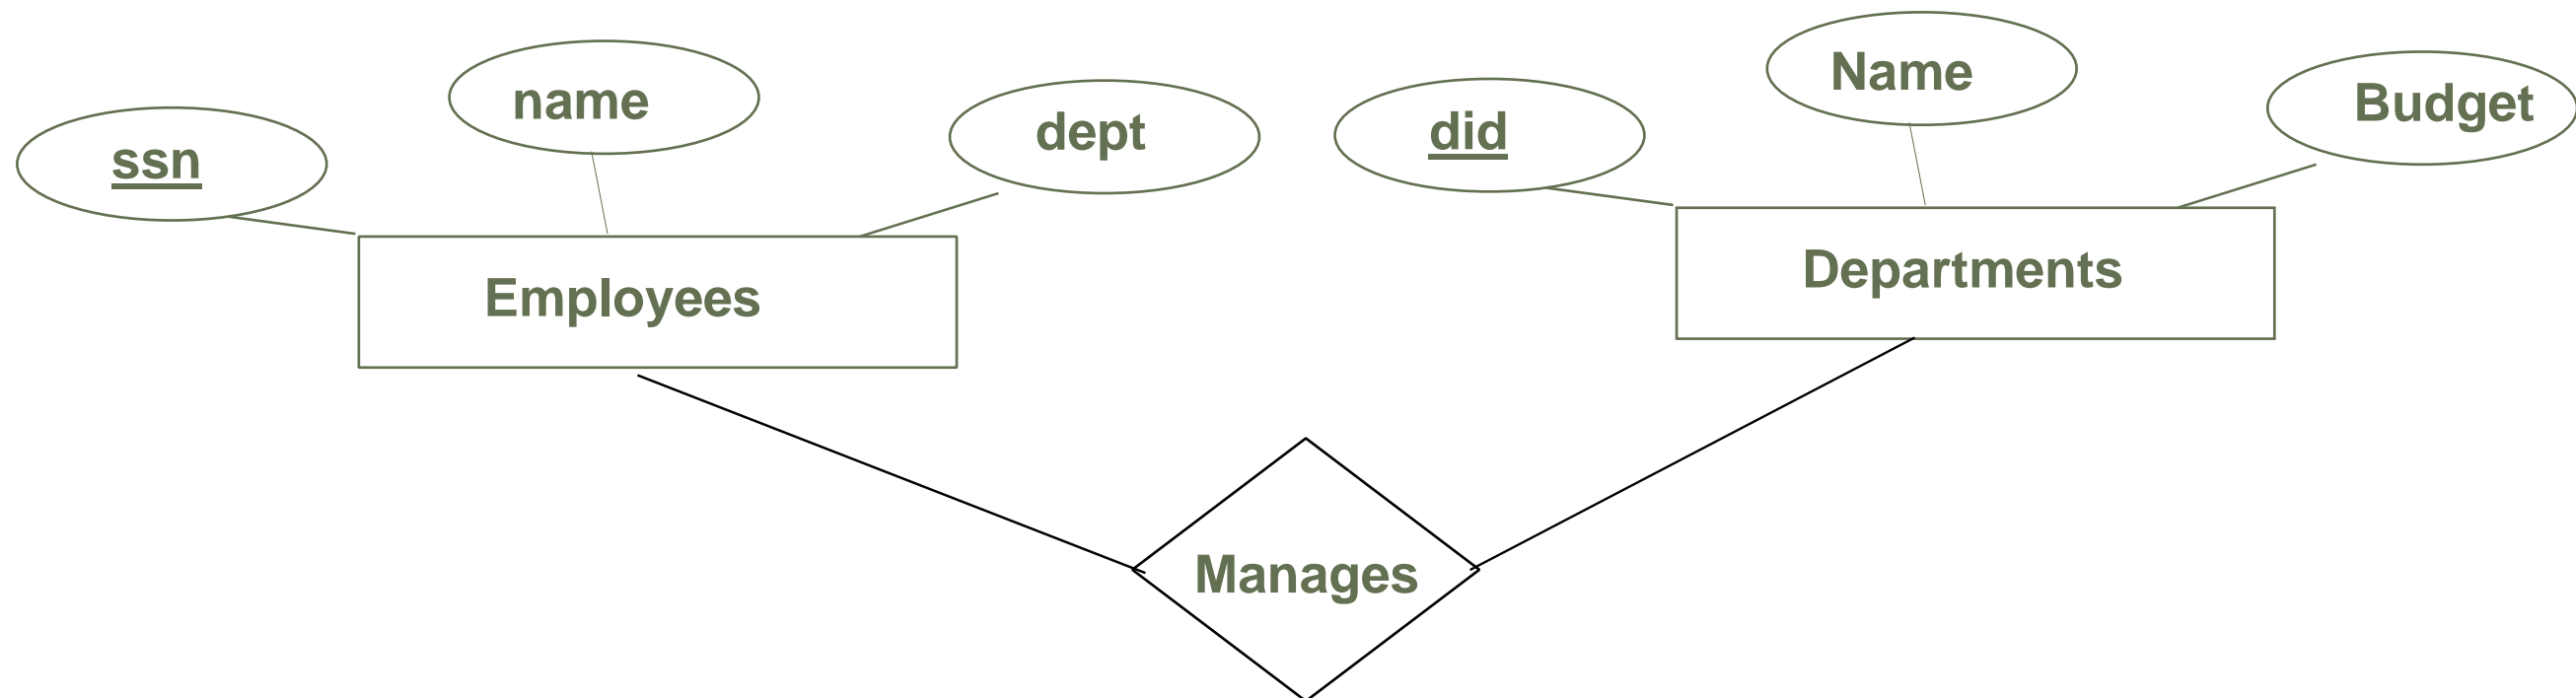 ssn
name
dept
did
Name
Budget
Employees
Departments
Manages